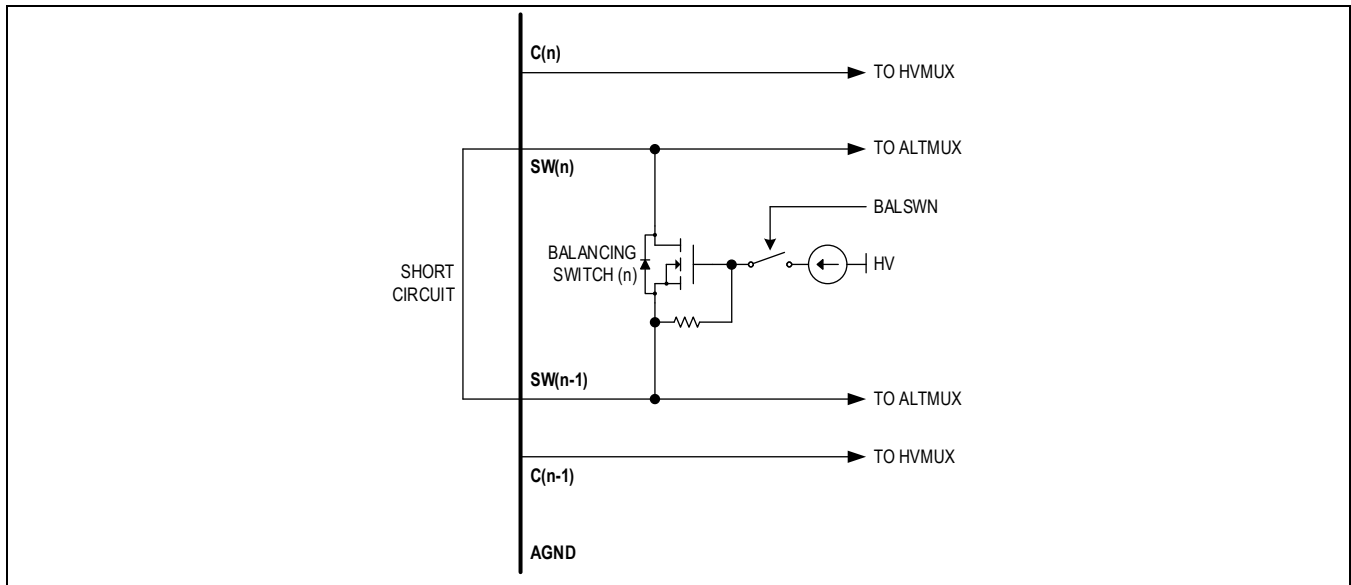 C(n)
TO HVMUX
TO ALTMUX
SW(n)
BALSWN
BALANCING
SWITCH (n)
HV
SHORT
CIRCUIT
SW(n-1)
TO ALTMUX
TO HVMUX
C(n-1)
AGND